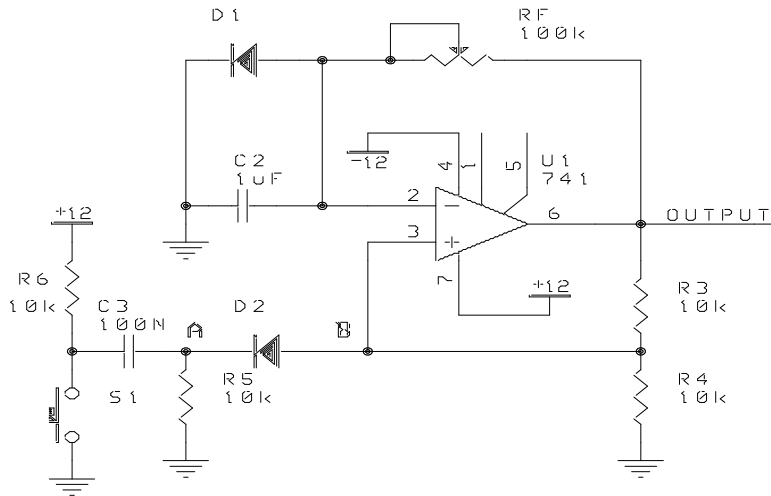 D1
RF
100k
-12
C2
1uF
4
1
5
U1
741
2
3
6
7
OUTPUT
+12
+12
R6
10k
C3
100N
A
D2
B
R3
10k
S1
R5
10k
R4
10k